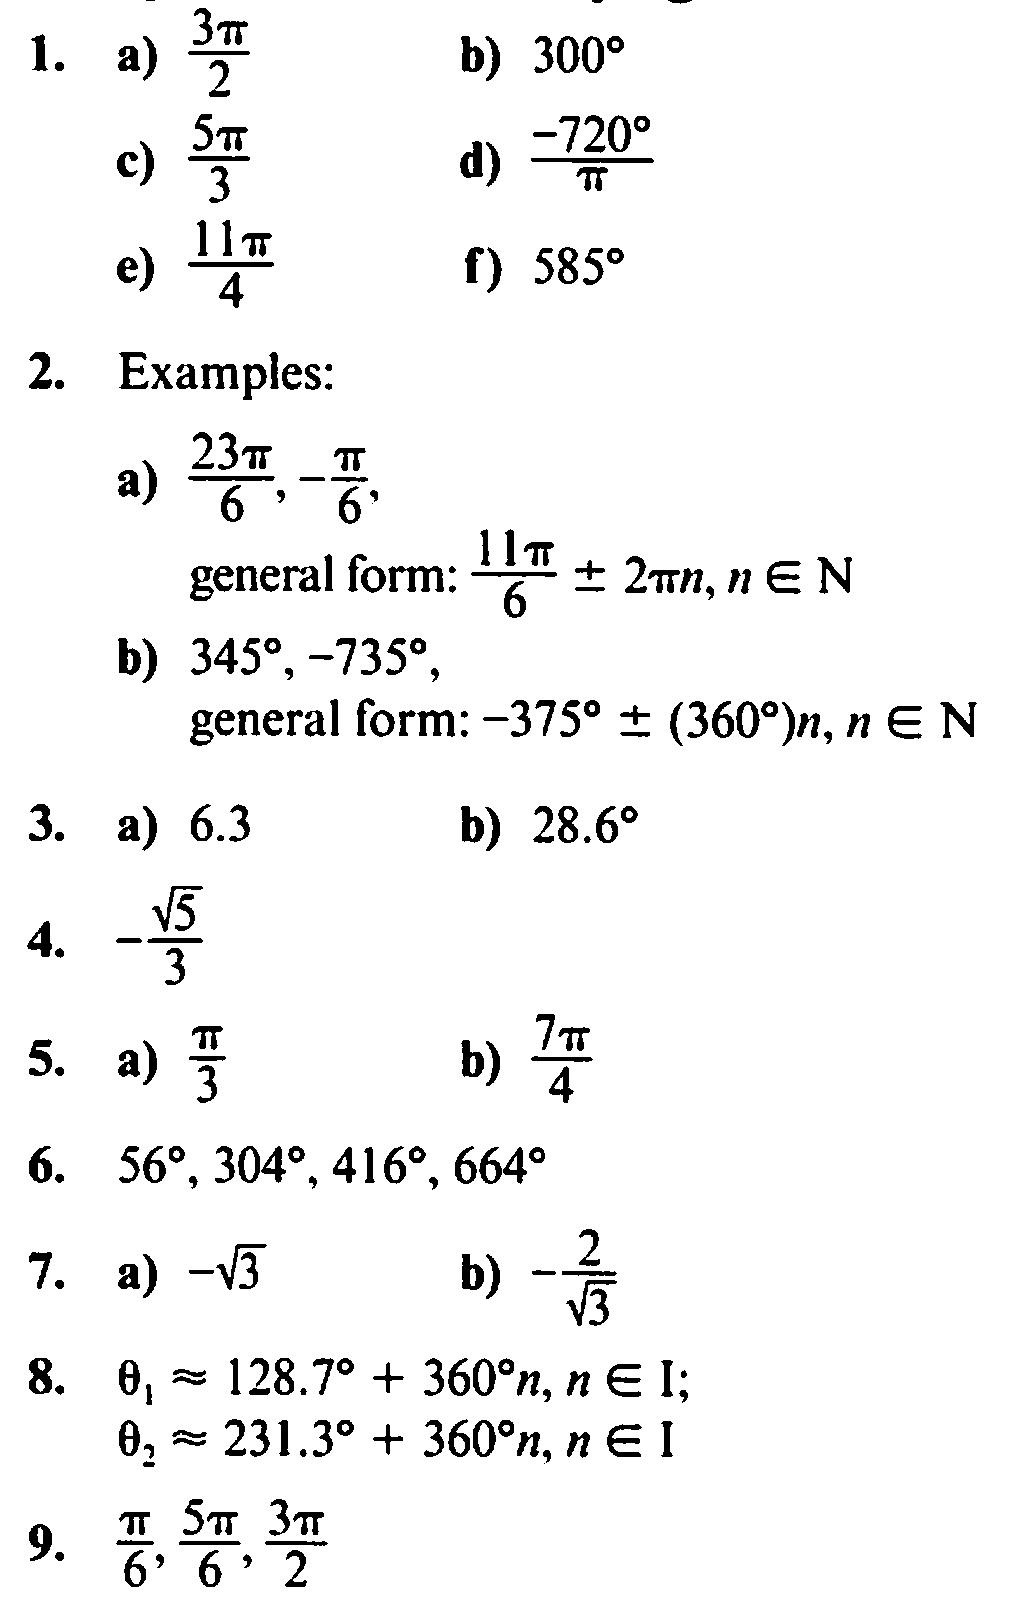 1. a) 3π/2 b) 300°
c) 5π/3 d) −720°/π
e) 11π/4 f) 585°
2. Examples:
a) 23π/6, −π/6,
general form: 11π/6 ± 2πn, n ∈ N
b) 345°, −735°,
general form: −375° ± (360°)n, n ∈ N
3. a) 6.3 b) 28.6°
4. −√5/3
5. a) π/3 b) 7π/4
6. 56°, 304°, 416°, 664°
7. a) −√3 b) −2/√3
8. θ₁ ≈ 128.7° + 360°n, n ∈ I;
θ₂ ≈ 231.3° + 360°n, n ∈ I
9. π/6, 5π/6, 3π/2